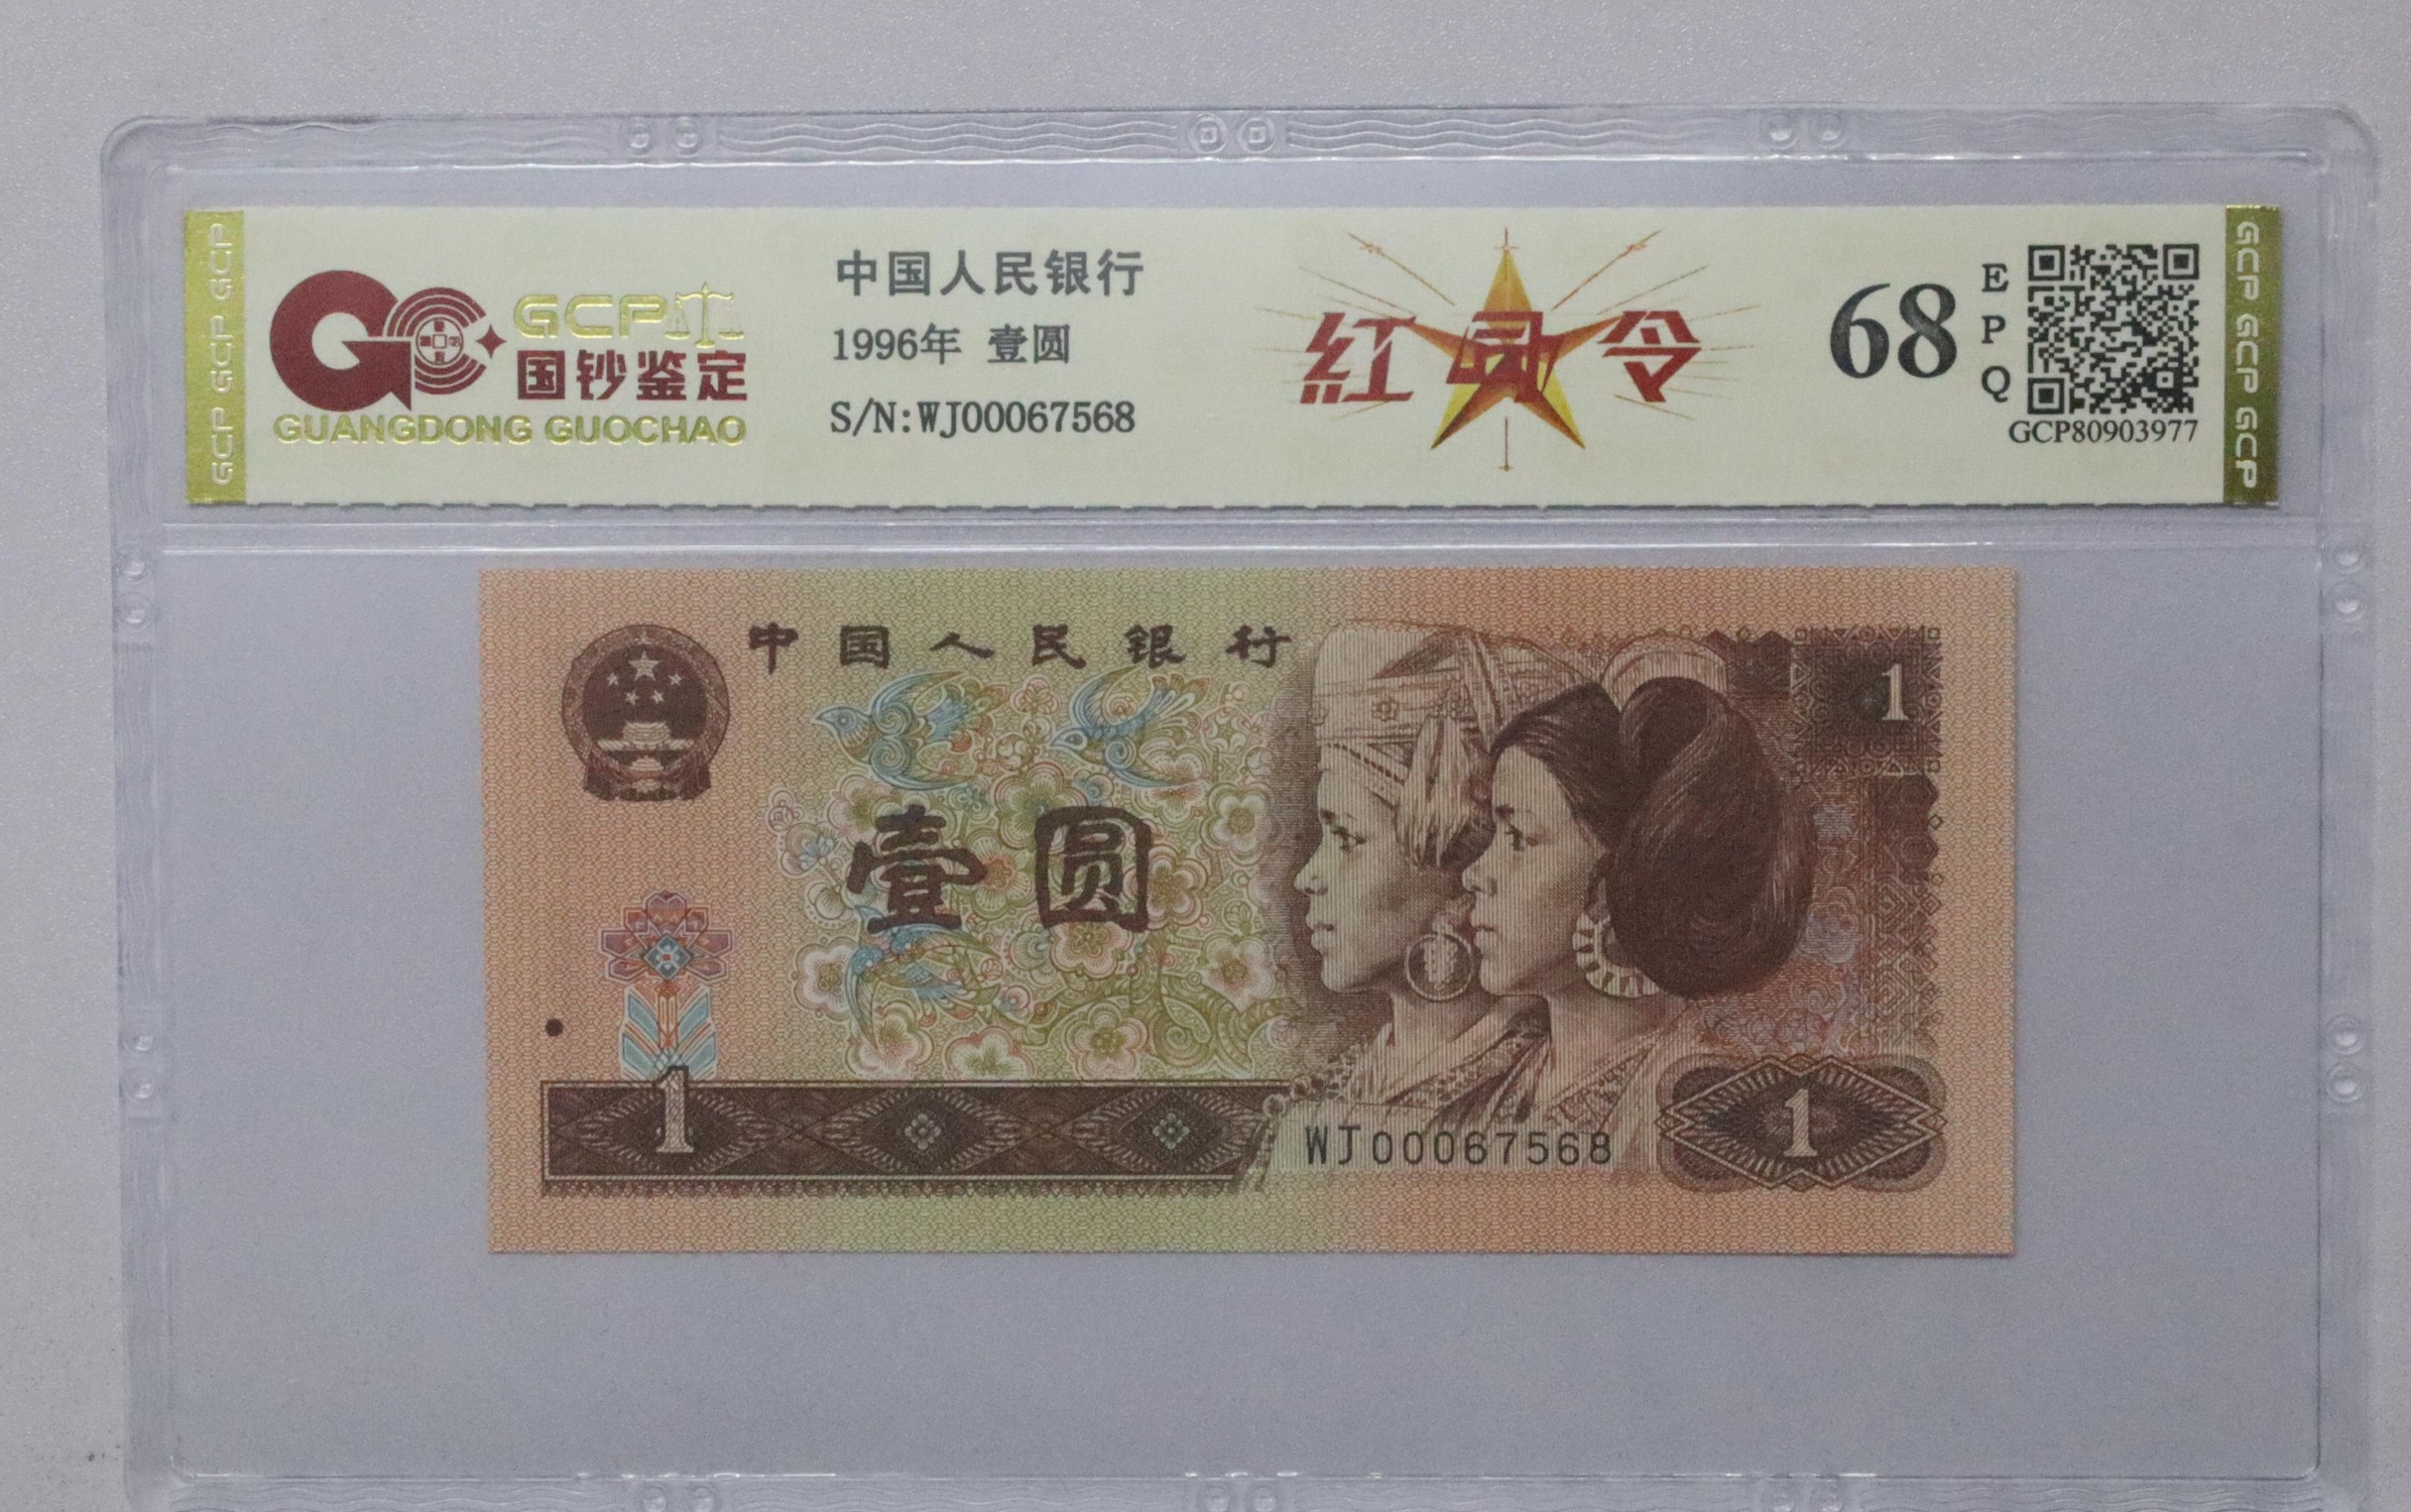 GCP GCP GCP
GCP
国钞鉴定
GUANGDONG GUOCHAO
中国人民银行
1996年 壹圆
S/N:WJ00067568
紅 令
68
EPQ
GCP80903977
GCP GCP GCP
中国人民银行
1
壹圆
1
WJ00067568
1